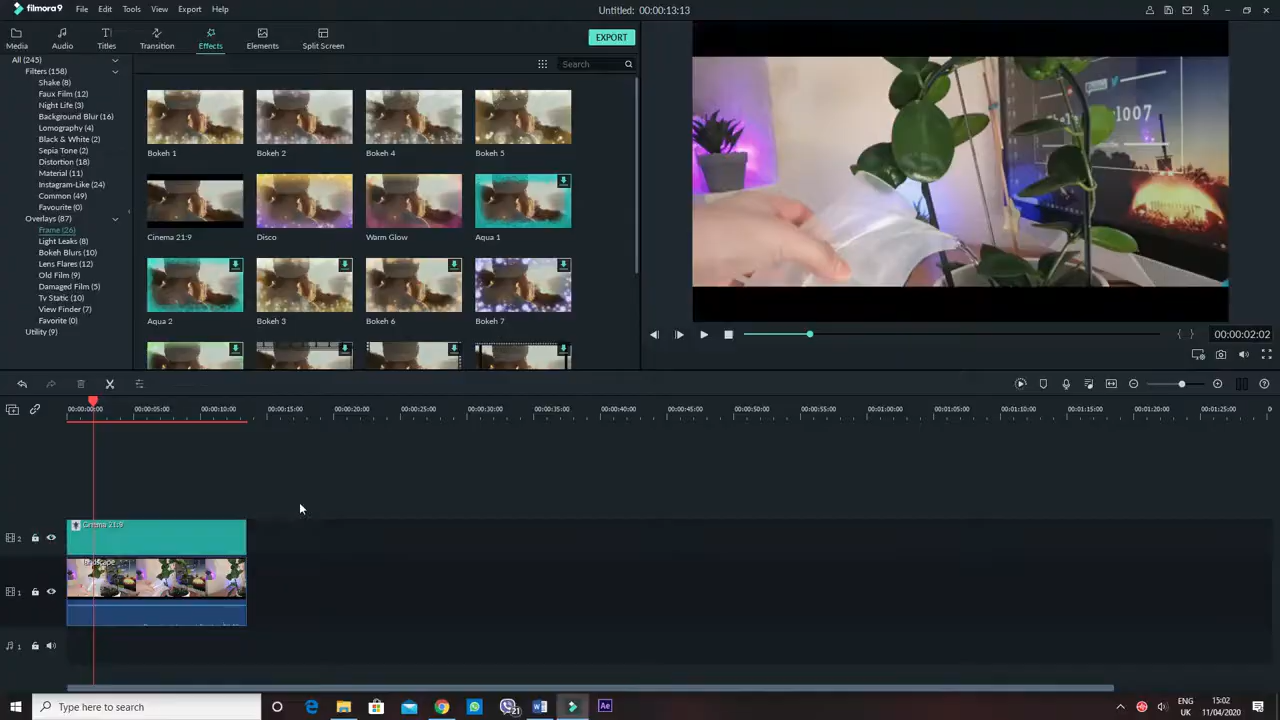 filmora9 File Edit Tools View Export Help Untitled: 00:00:13:13
Media Audio Titles Transition Effects Elements Split Screen EXPORT
All (245)
Filters (158)
Shake (8)
Faux Film (12)
Night Life (3)
Background Blur (16)
Lomography (4)
Black & White (2)
Sepia Tone (2)
Distortion (18)
Material (11)
Instagram-Like (24)
Common (49)
Favourite (0)
Overlays (87)
Frame (26)
Light Leaks (8)
Bokeh Blurs (10)
Lens Flares (12)
Old Film (9)
Damaged Film (5)
Tv Static (10)
View Finder (7)
Favourite (0)
Utility (9)
Search
Bokeh 1 Bokeh 2 Bokeh 4 Bokeh 5
Cinema 21:9 Disco Warm Glow Aqua 1
Aqua 2 Bokeh 3 Bokeh 6 Bokeh 7
1007
{ } 00:00:02:02
00:00:00:00 00:00:05:00 00:00:10:00 00:00:15:00 00:00:20:00 00:00:25:00 00:00:30:00 00:00:35:00 00:00:40:00 00:00:45:00 00:00:50:00 00:00:55:00 00:01:00:00 00:01:05:00 00:01:10:00 00:01:15:00 00:01:20:00 00:01:25:00 0
Cinema 21:9
2
1
1
Type here to search
21
Ae
ENG
UK
15:02
11/04/2020